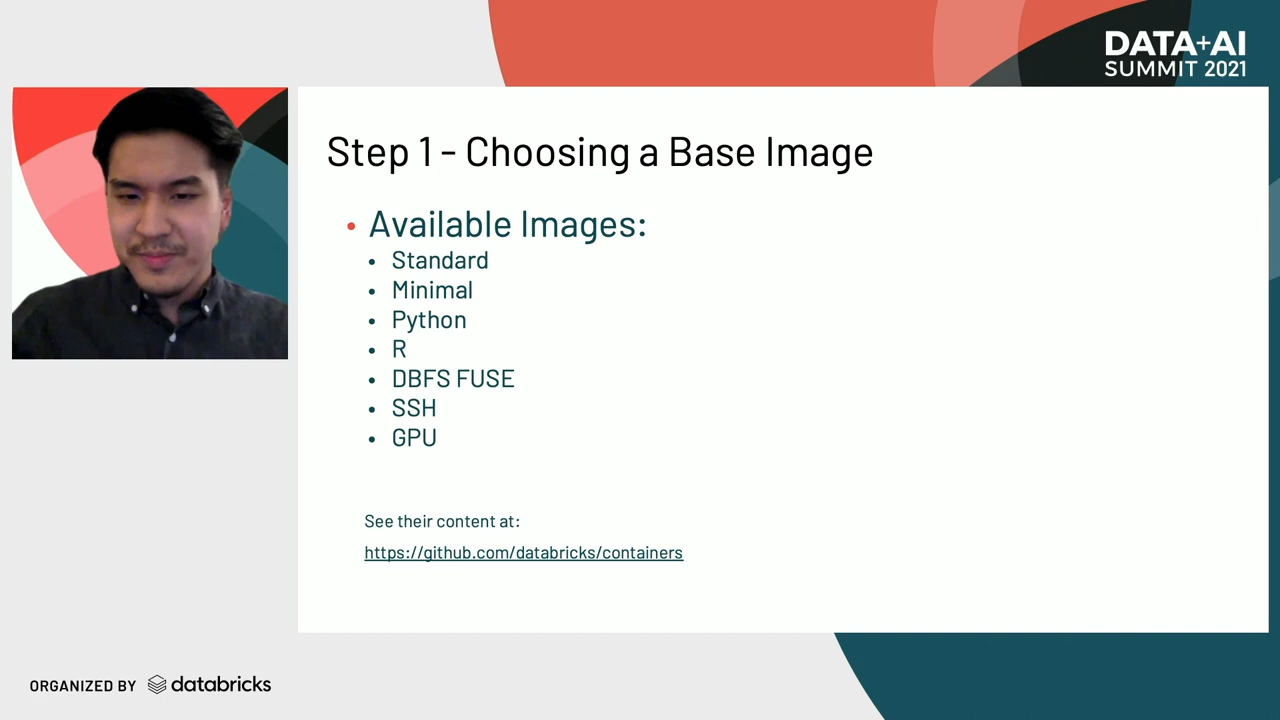 DATA+AI
SUMMIT 2021
Step 1 - Choosing a Base Image
• Available Images:
• Standard
• Minimal
• Python
• R
• DBFS FUSE
• SSH
• GPU
See their content at:
https://github.com/databricks/containers
ORGANIZED BY databricks